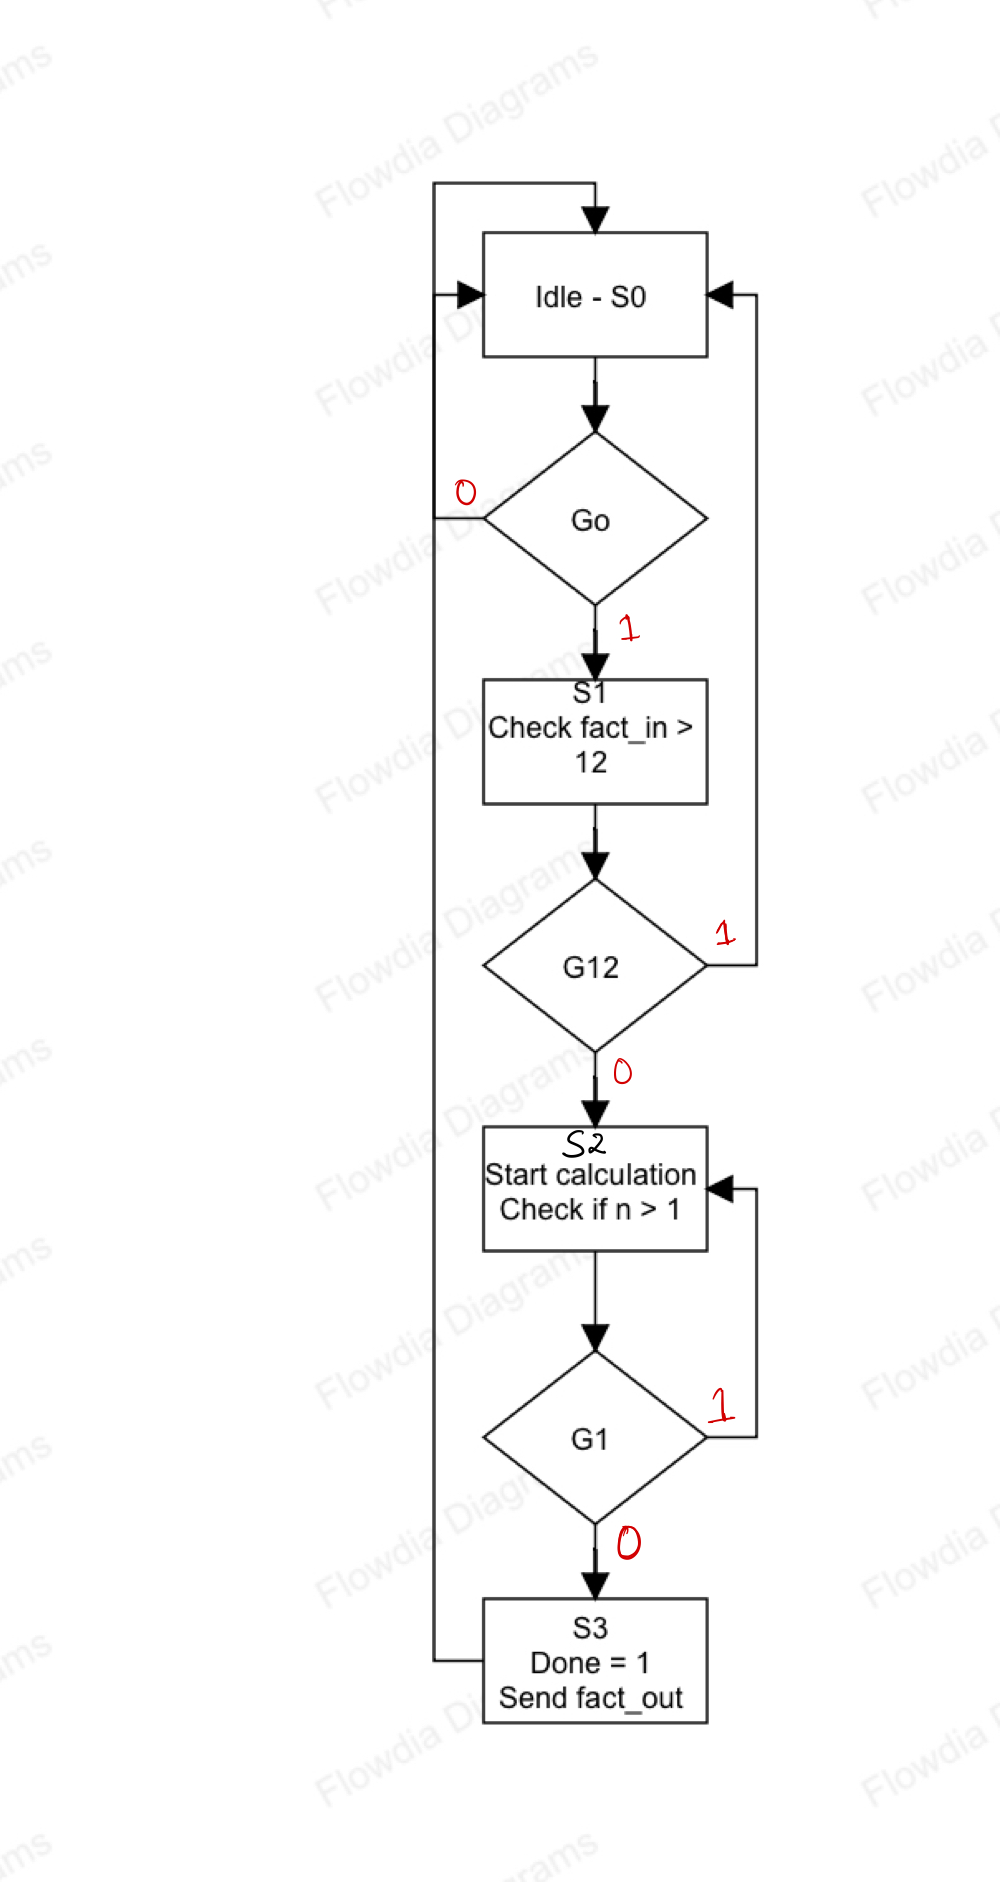 Idle - S0
0
Go
1
S1
Check fact_in >
12
1
G12
0
S2
Start calculation
Check if n > 1
1
G1
0
S3
Done = 1
Send fact_out
Flowdia Diagrams